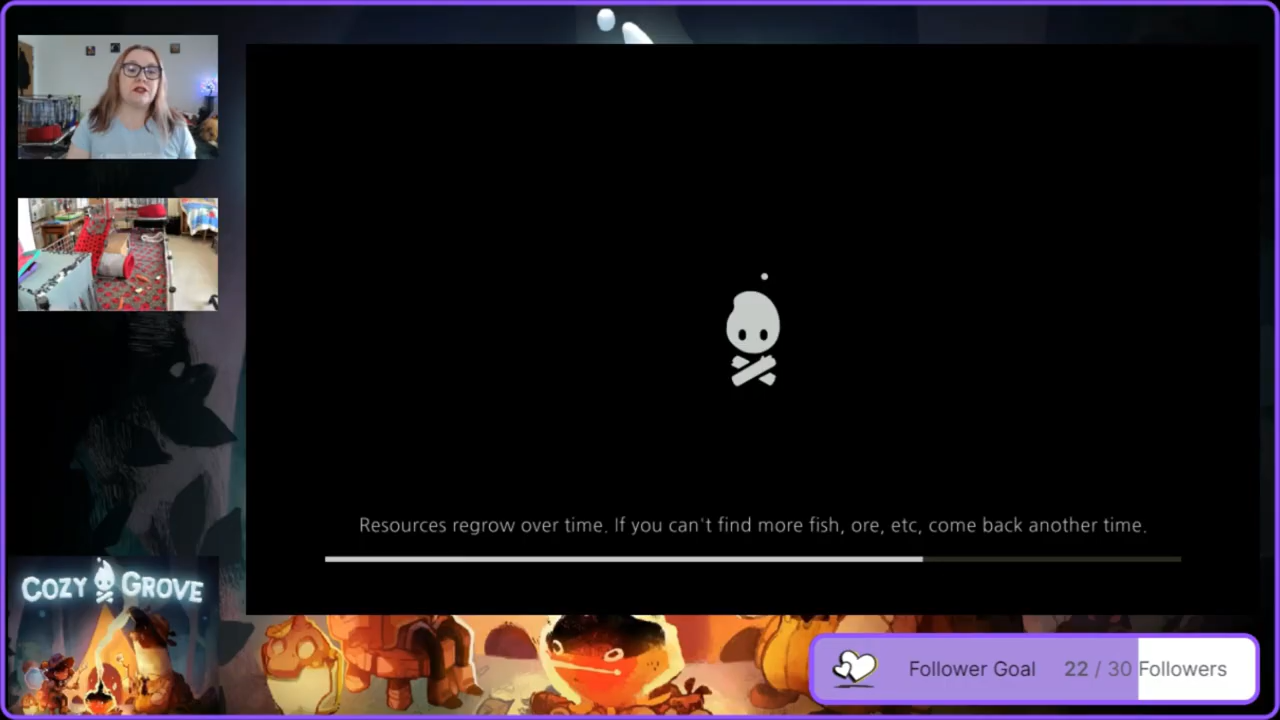 Resources regrow over time. If you can't find more fish, ore, etc, come back another time.
COZY GROVE
Follower Goal 22 / 30 Followers